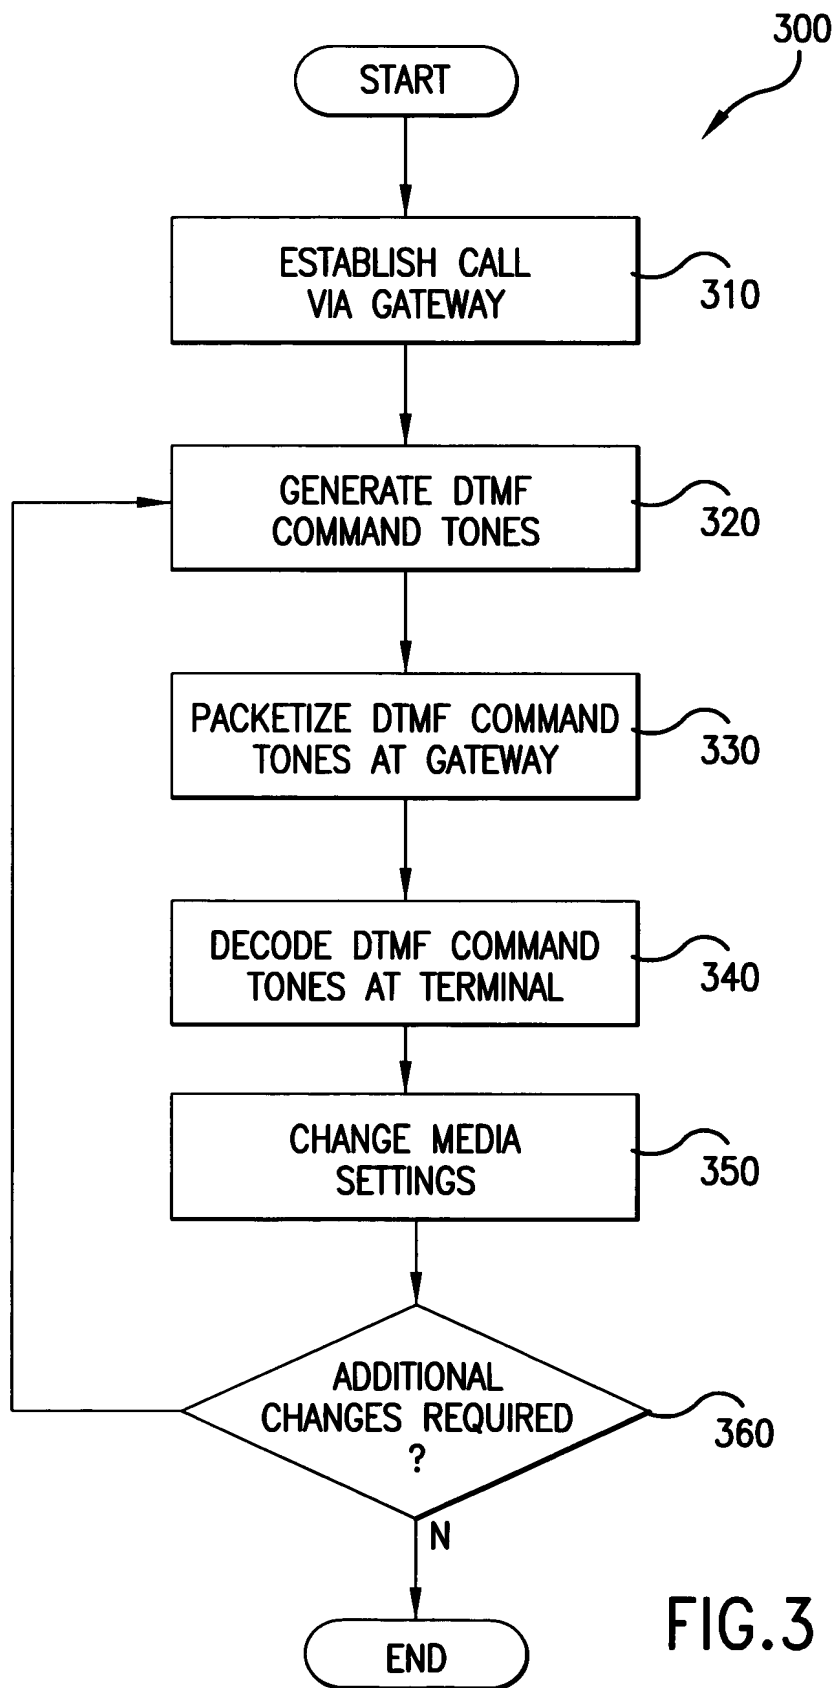 300
START
ESTABLISH CALL
VIA GATEWAY
310
GENERATE DTMF
COMMAND TONES
320
PACKETIZE DTMF COMMAND
TONES AT GATEWAY
330
DECODE DTMF COMMAND
TONES AT TERMINAL
340
CHANGE MEDIA
SETTINGS
350
ADDITIONAL
CHANGES REQUIRED
?
360
N
END
FIG.3